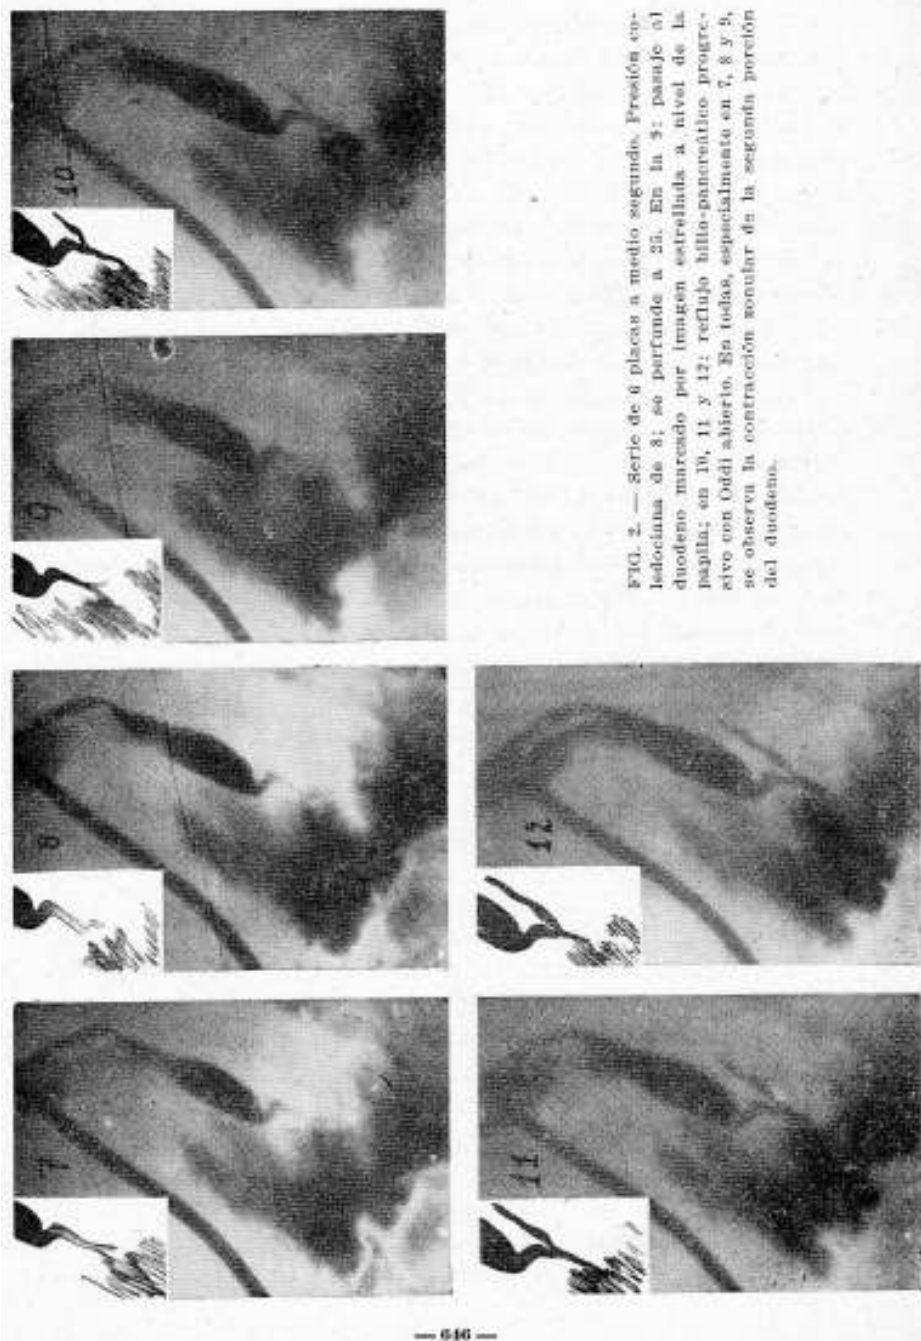 10
9
8
7
12
11
FIG. 2. — Serie de 6 placas a medio segundo. Presión co-
ledociana de 8; se perfunde a 25. En la 9: pasaje al
duodeno marcado por imagen estrellada a nivel de la
papila; en 10, 11 y 12: reflujo bilio-pancreático progre-
sivo con Oddi abierto. En todas, especialmente en 7, 8 y 9,
se observa la contracción zonular de la segunda porción
del duodeno.
— 646 —